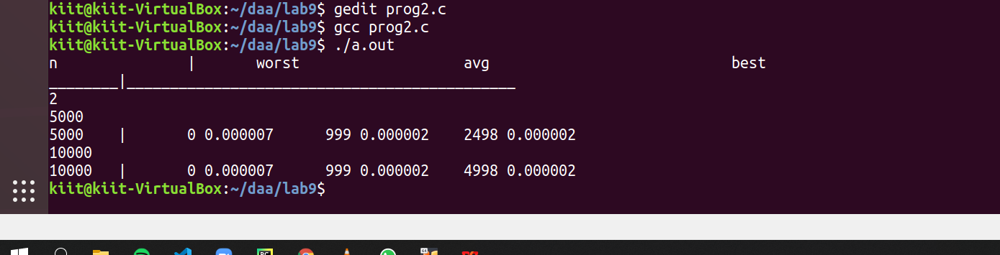 kiit@kiit-VirtualBox:~/daa/lab9$ gedit prog2.c
kiit@kiit-VirtualBox:~/daa/lab9$ gcc prog2.c
kiit@kiit-VirtualBox:~/daa/lab9$ ./a.out
n | worst avg best
________|_____________________________________________
2
5000
5000 | 0 0.000007 999 0.000002 2498 0.000002
10000
10000 | 0 0.000007 999 0.000002 4998 0.000002
kiit@kiit-VirtualBox:~/daa/lab9$